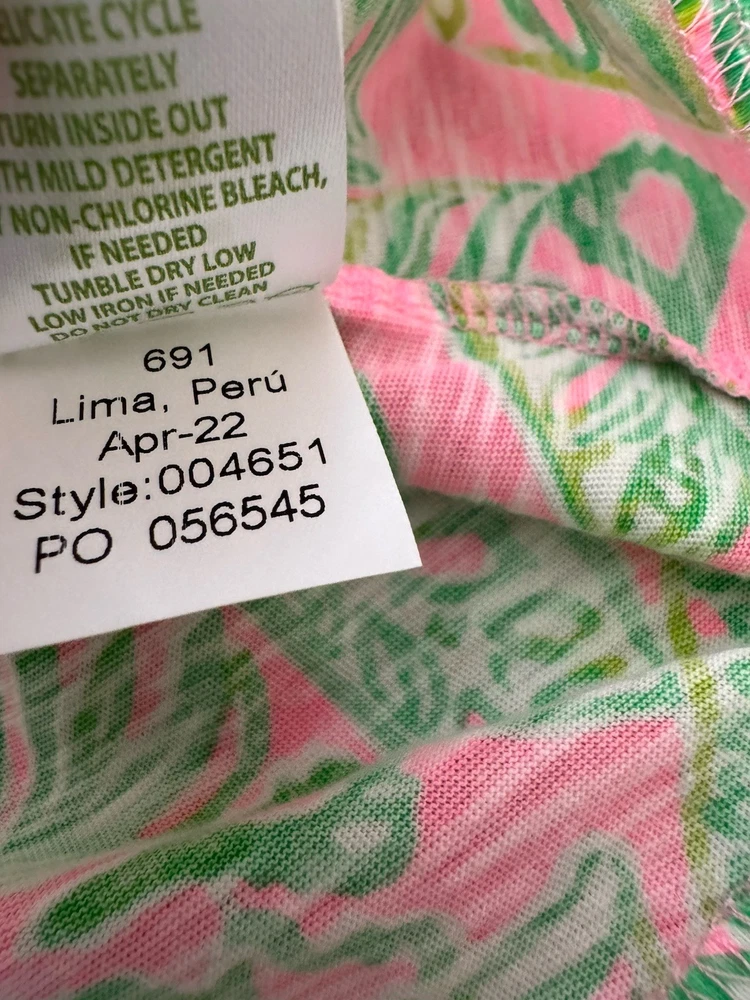 CYCLE
SEPARATELY
TURN INSIDE OUT
MILD DETERGENT
NON-CHLORINE BLEACH,
IF NEEDED
TUMBLE DRY LOW
LOW IRON IF NEEDED
DO NOT DRY CLEAN
691
Lima, Perú
Apr-22
Style:004651
PO 056545